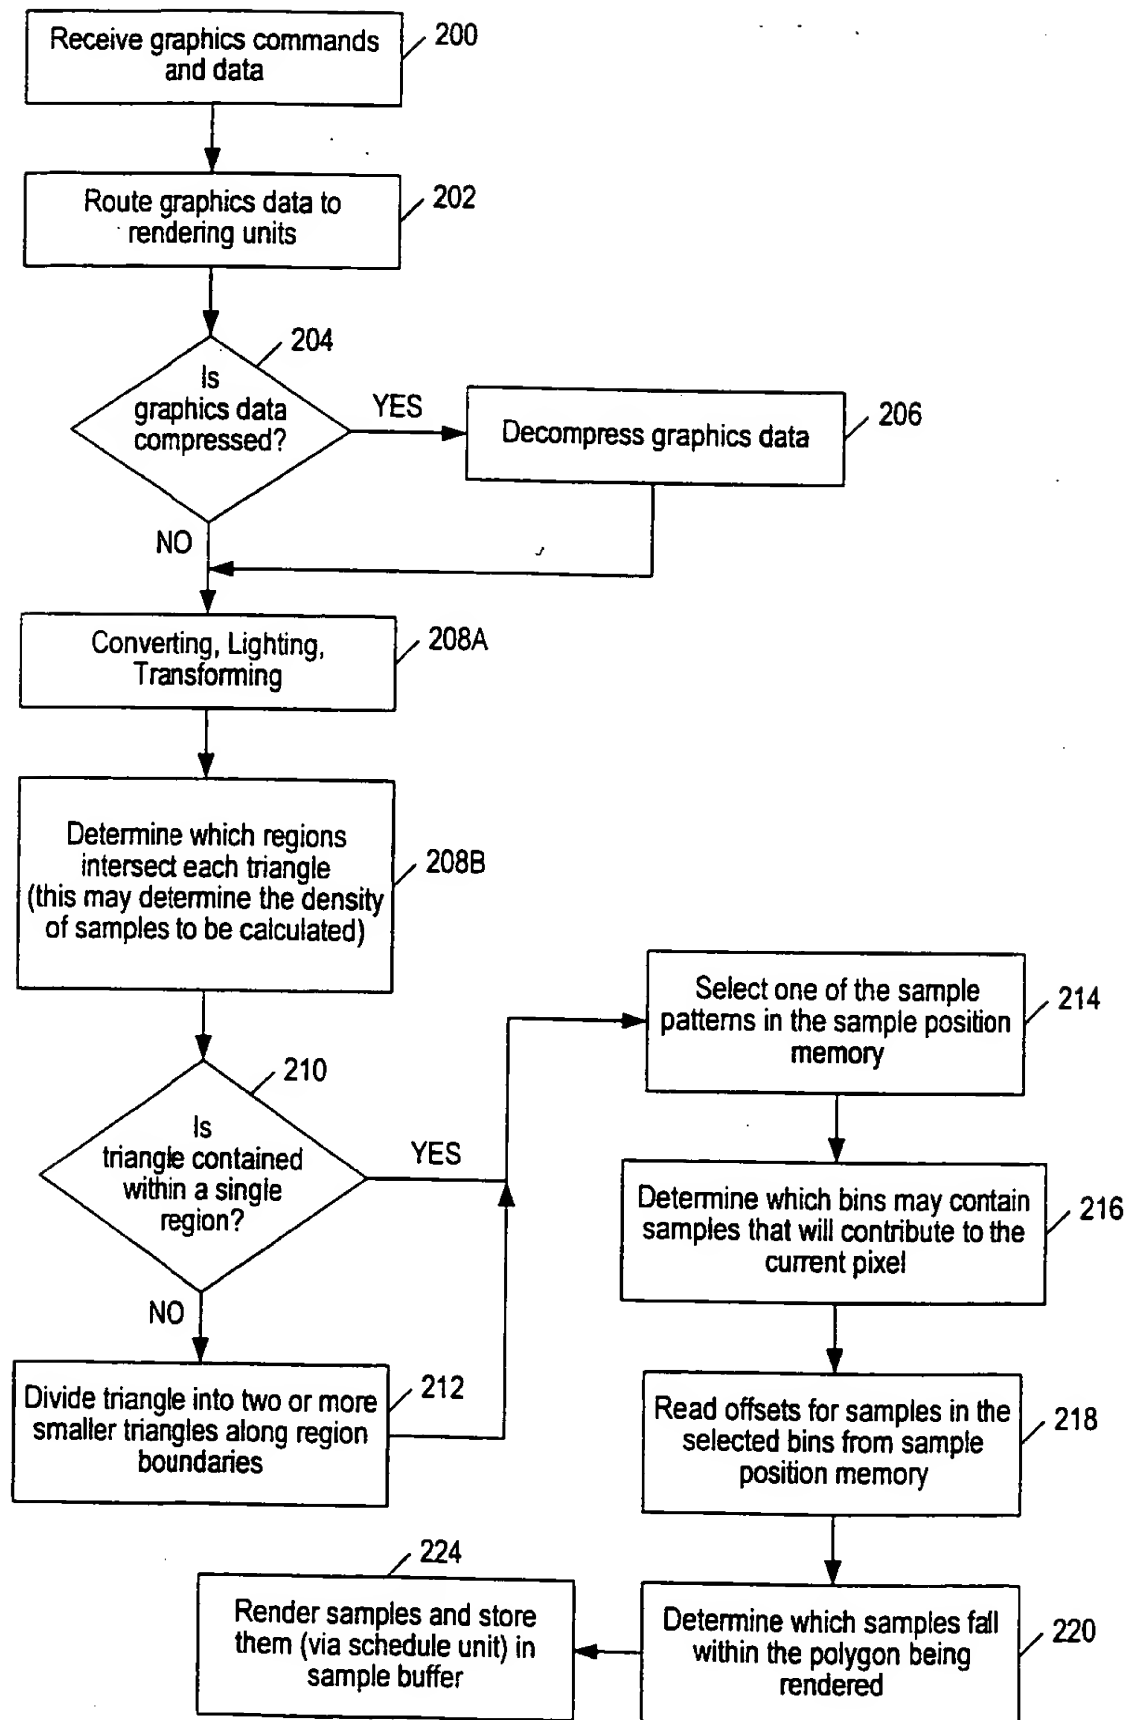 Receive graphics commands
and data
200
Route graphics data to
rendering units
202
204
Is
graphics data
compressed?
YES
NO
Decompress graphics data
206
Converting, Lighting,
Transforming
208A
Determine which regions
intersect each triangle
(this may determine the density
of samples to be calculated)
208B
210
Is
triangle contained
within a single
region?
YES
NO
Divide triangle into two or more
smaller triangles along region
boundaries
212
Select one of the sample
patterns in the sample position
memory
214
Determine which bins may contain
samples that will contribute to the
current pixel
216
Read offsets for samples in the
selected bins from sample
position memory
218
Determine which samples fall
within the polygon being
rendered
220
224
Render samples and store
them (via schedule unit) in
sample buffer